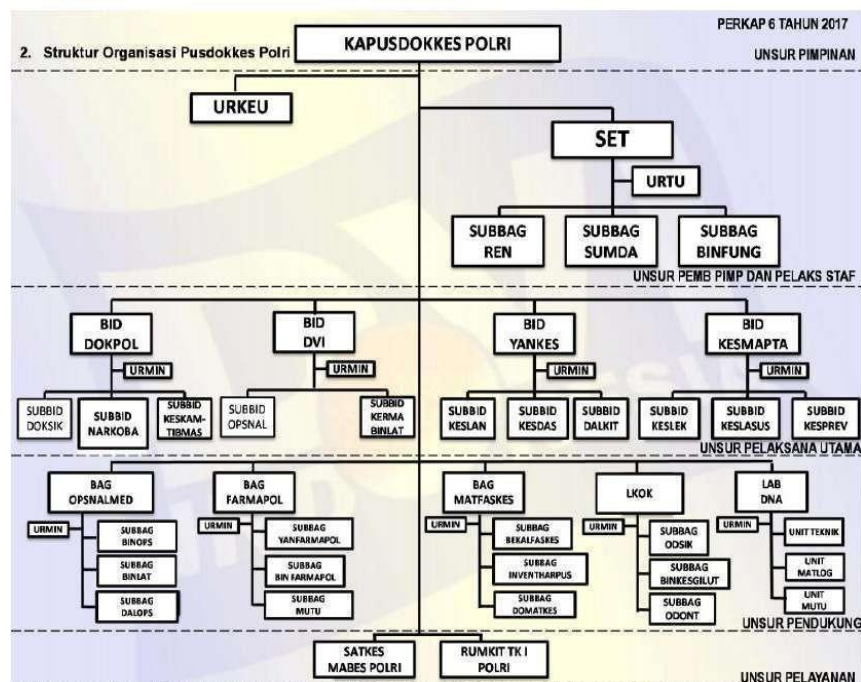 PERKAP 6 TAHUN 2017
2. Struktur Organisasi Pusdokkes Polri
KAPUSDOKKES POLRI
UNSUR PIMPINAN
URKEU
SET
URTU
SUBBAG
REN
SUBBAG
SUMDA
SUBBAG
BINFUNG
UNSUR PEMB PIMP DAN PELAKS STAF
BID
DOKPOL
URMIN
SUBBID
DOKSIK
SUBBID
NARKOBA
SUBBID
KESKAM-
TIBMAS
BID
DVI
URMIN
SUBBID
OPSNAL
SUBBID
KERMA
BINLAT
BID
YANKES
URMIN
SUBBID
KESLAN
SUBBID
KESDAS
SUBBID
DALKIT
BID
KESMAPTA
URMIN
SUBBID
KESLEK
SUBBID
KESLASUS
SUBBID
KESPREV
UNSUR PELAKSANA UTAMA
BAG
OPSNALMED
URMIN
SUBBAG
BINOPS
SUBBAG
BINLAT
SUBBAG
DALOPS
BAG
FARMAPOL
URMIN
SUBBAG
YANFARMAPOL
SUBBAG
BINFARMAPOL
SUBBAG
MUTU
BAG
MATFASKES
URMIN
SUBBAG
BEKALFASKES
SUBBAG
INVENTHARPUS
SUBBAG
DOMATKES
LKOK
URMIN
SUBBAG
ODSIK
SUBBAG
BINKESGILUT
SUBBAG
ODONT
LAB
DNA
URMIN
UNIT TEKNIK
UNIT
MATLOG
UNIT
MUTU
UNSUR PENDUKUNG
SATKES
MABES POLRI
RUMKIT TK I
POLRI
UNSUR PELAYANAN